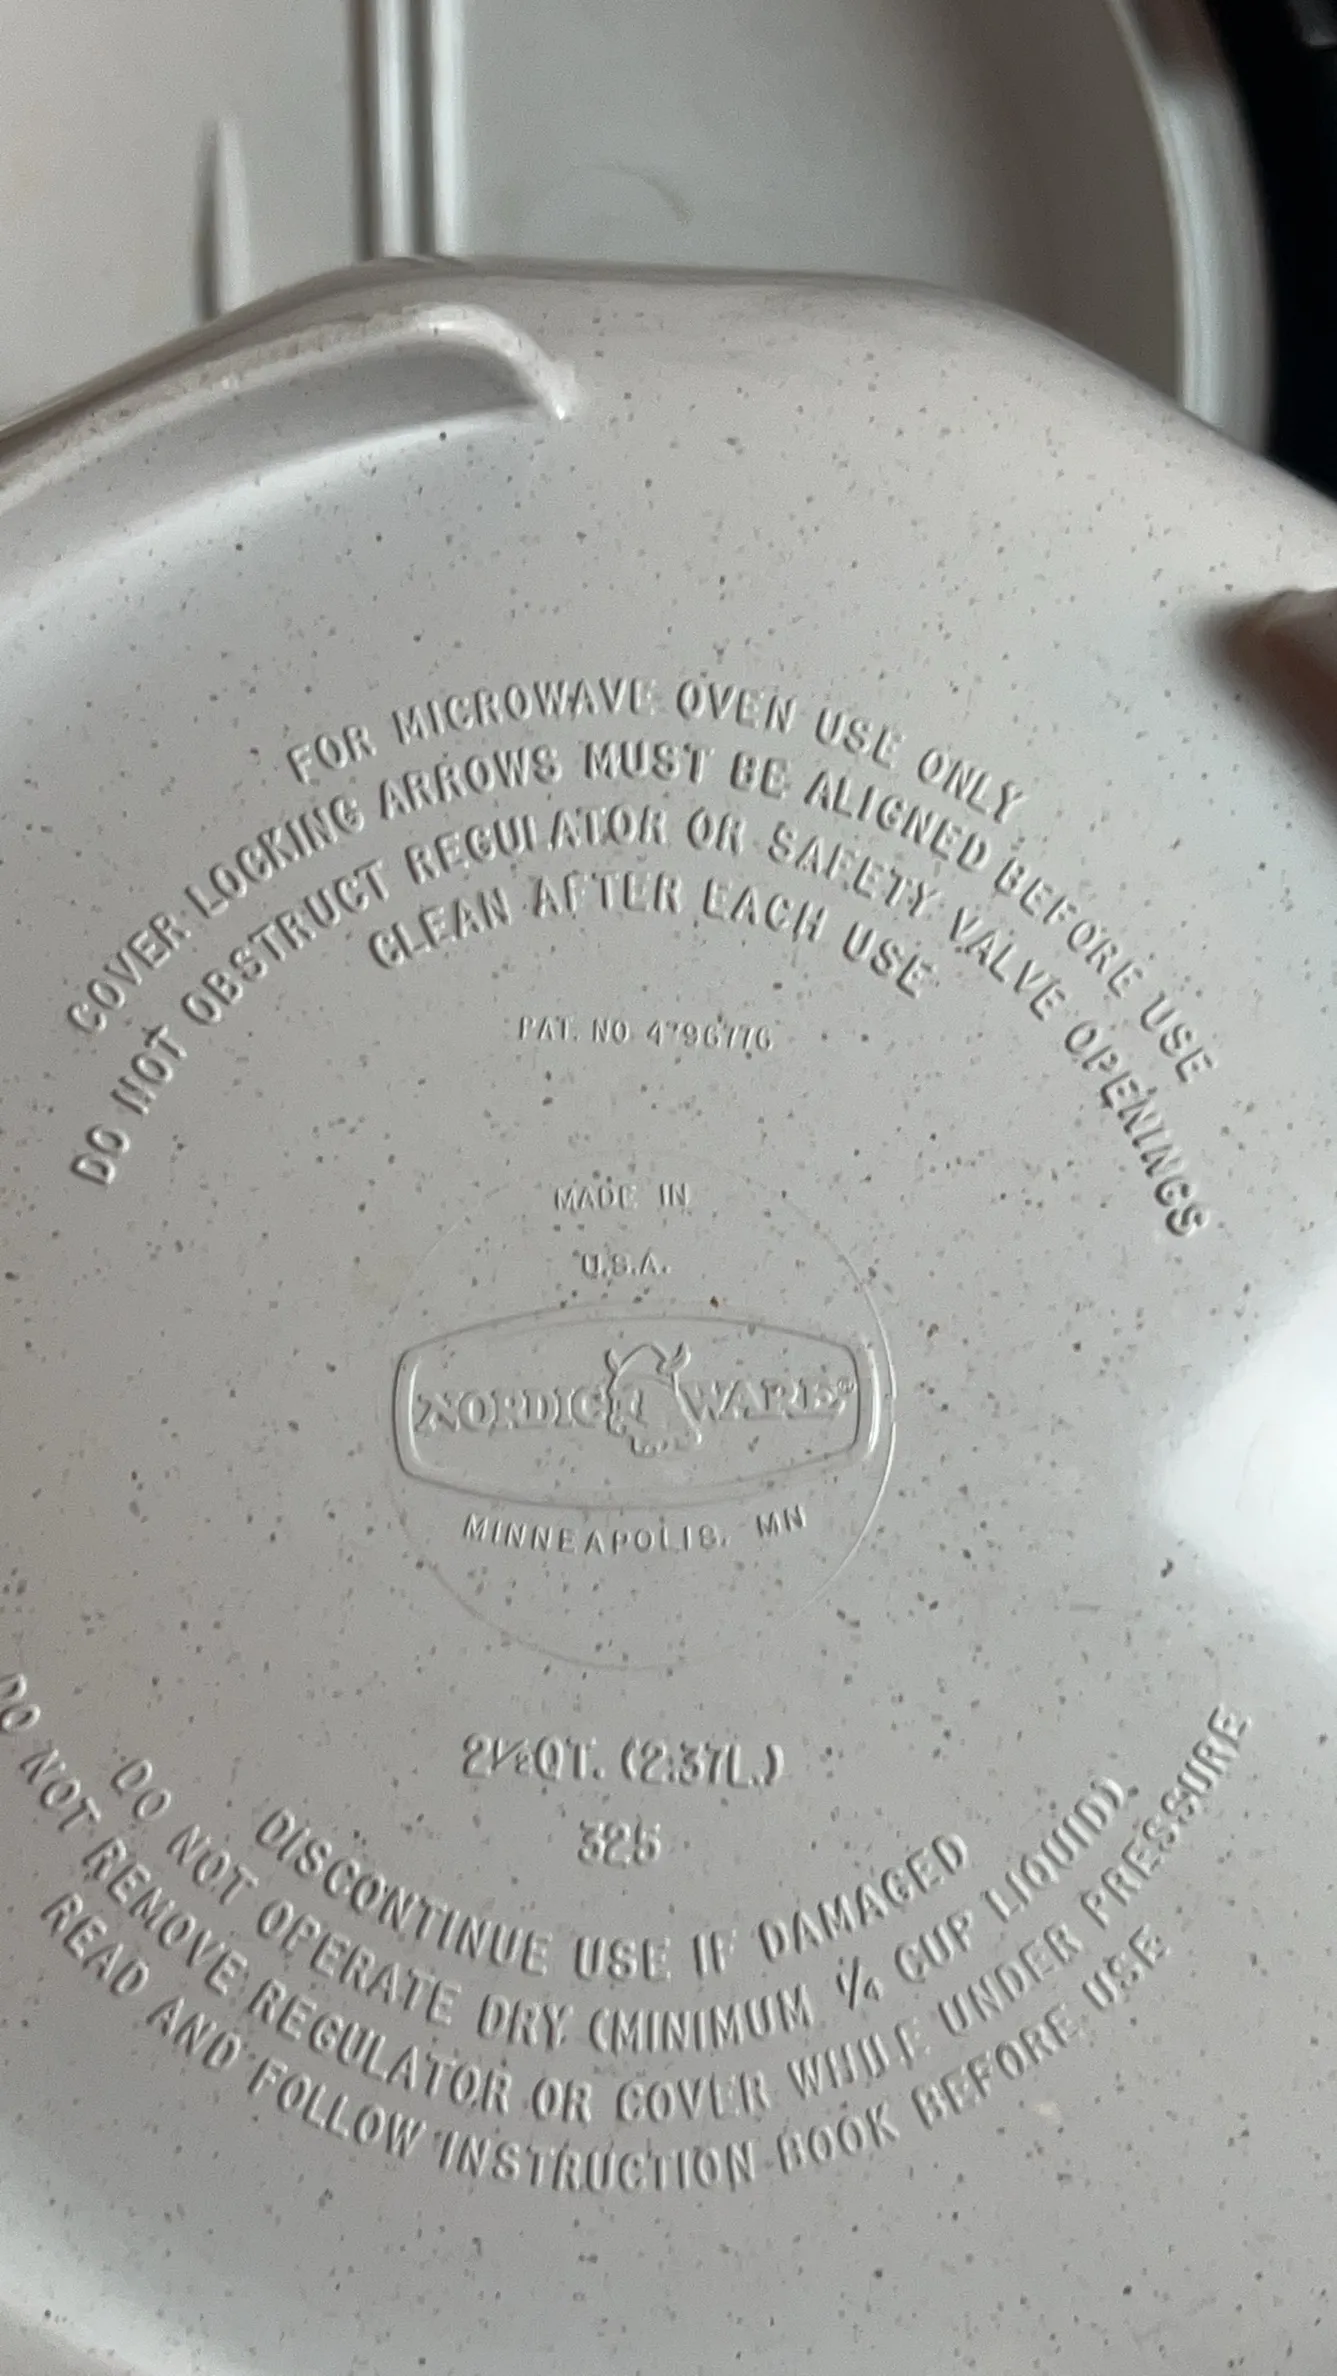 FOR MICROWAVE OVEN USE ONLY
COVER LOCKING ARROWS MUST BE ALIGNED BEFORE USE
DO NOT OBSTRUCT REGULATOR OR SAFETY VALVE OPENINGS
CLEAN AFTER EACH USE
PAT. NO. 4796776
MADE IN
U.S.A.
NORDIC WARE®
MINNEAPOLIS, MN
2½QT. (2.37L.)
325
DISCONTINUE USE IF DAMAGED
DO NOT OPERATE DRY (MINIMUM ¼ CUP LIQUID)
DO NOT REMOVE REGULATOR OR COVER WHILE UNDER PRESSURE
READ AND FOLLOW INSTRUCTION BOOK BEFORE USE